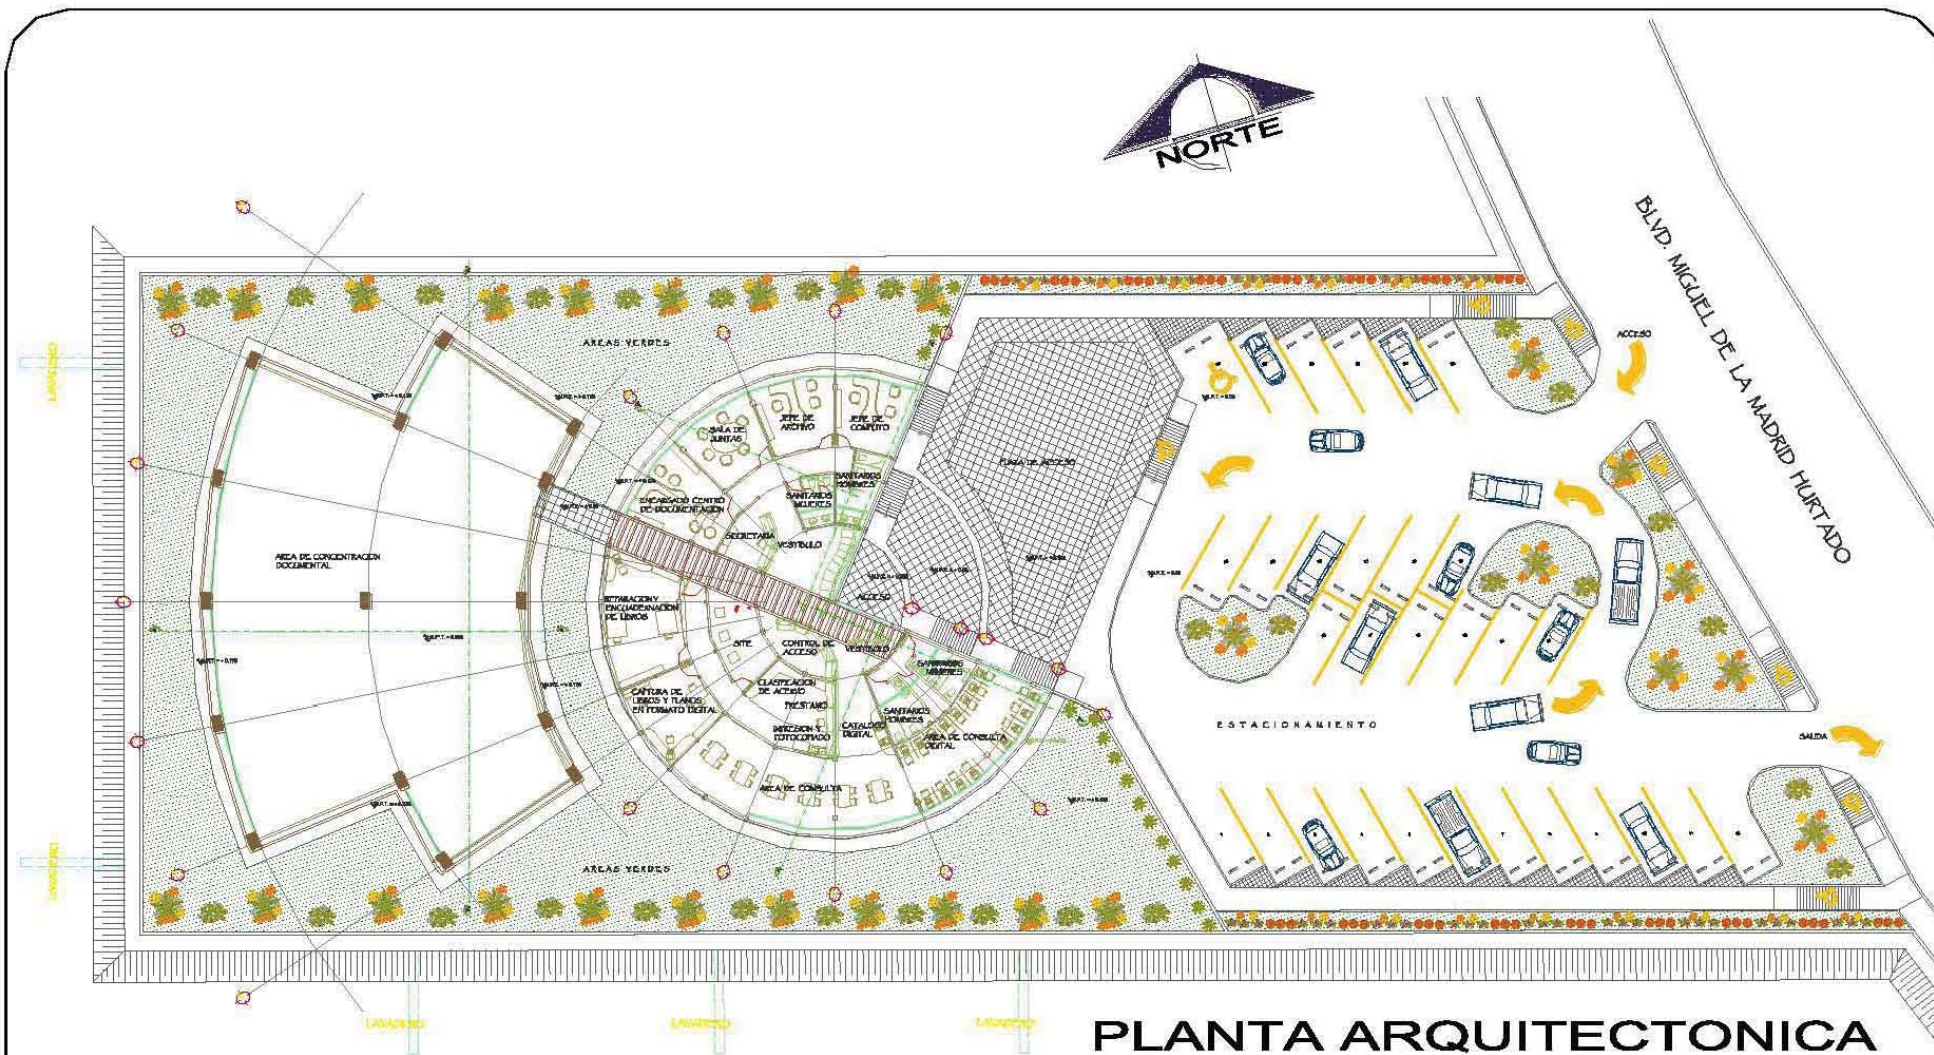 NORTE
BLVD. MIGUEL DE LA MADRID HURTADO
ACCESO
LAVADERO
AREAS VERDES
SALA DE
JUNTAS
JEFE DE
ARCHIVO
JEFE DE
COMPUTO
SANITARIOS
HOMBRES
SANITARIOS
MUJERES
PLAZA DE ACCESO
ENCARGADO CENTRO
DE DOCUMENTACION
SECRETARIA
VESTIBULO
AREA DE CONCENTRACION
DOCUMENTAL
ACCESO
REPARACION Y
ENCUADERNACION
DE LIBROS
SITE
CONTROL DE
ACCESO
VESTIBULO
SANITARIOS
MUJERES
CLASIFICACION
DE ACERVO
CAPTURA DE
LIBROS Y PLANOS
EN FORMATO DIGITAL
PRESTAMO
SANITARIOS
HOMBRES
IMPRESION Y
FOTOCOPIADO
CATALOGO
DIGITAL
AREA DE CONSULTA
DIGITAL
AREA DE CONSULTA
ESTACIONAMIENTO
SALIDA
AREAS VERDES
LAVADERO
LAVADERO
LAVADERO
LAVADERO
PLANTA ARQUITECTONICA